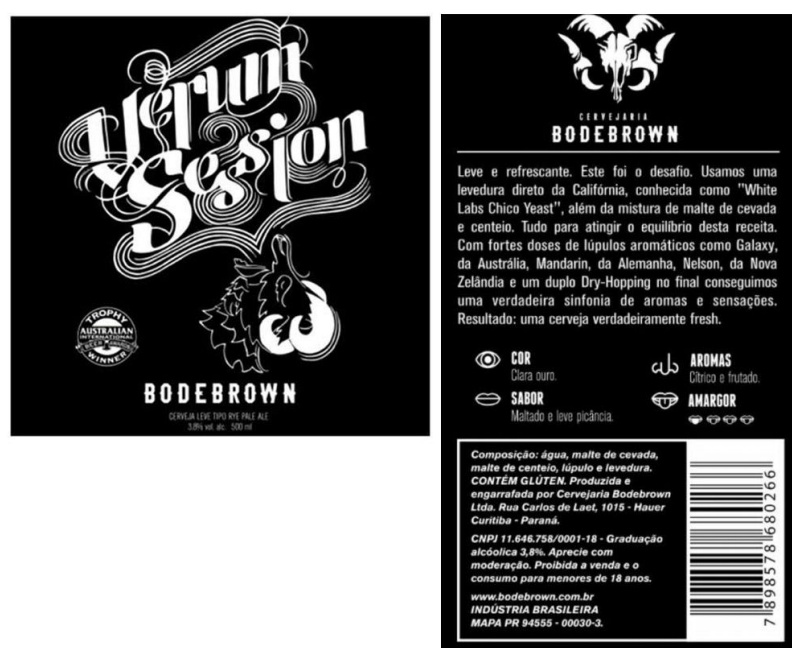 Yèrum
Session
TROPHY
AUSTRALIAN
INTERNATIONAL
BEER AWARDS
WINNER
BODEBROWN
CERVEJA LEVE TIPO RYE PALE ALE
3.8% vol. alc. 500 ml
CERVEJARIA
BODEBROWN
Leve e refrescante. Este foi o desafio. Usamos uma
levedura direto da Califórnia, conhecida como "White
Labs Chico Yeast", além da mistura de malte de cevada
e centeio. Tudo para atingir o equilíbrio desta receita.
Com fortes doses de lúpulos aromáticos como Galaxy,
da Austrália, Mandarin, da Alemanha, Nelson, da Nova
Zelândia e um duplo Dry-Hopping no final conseguimos
uma verdadeira sinfonia de aromas e sensações.
Resultado: uma cerveja verdadeiramente fresh.
COR
Clara ouro.
AROMAS
Cítrico e frutado.
SABOR
Maltado e leve picância.
AMARGOR
Composição: água, malte de cevada,
malte de centeio, lúpulo e levedura.
CONTÉM GLÚTEN. Produzida e
engarrafada por Cervejaria Bodebrown
Ltda. Rua Carlos de Laet, 1015 - Hauer
Curitiba - Paraná.
CNPJ 11.646.758/0001-18 - Graduação
alcóolica 3,8%. Aprecie com
moderação. Proibida a venda e o
consumo para menores de 18 anos.
www.bodebrown.com.br
INDÚSTRIA BRASILEIRA
MAPA PR 94555 - 00030-3.
7 898578 680266